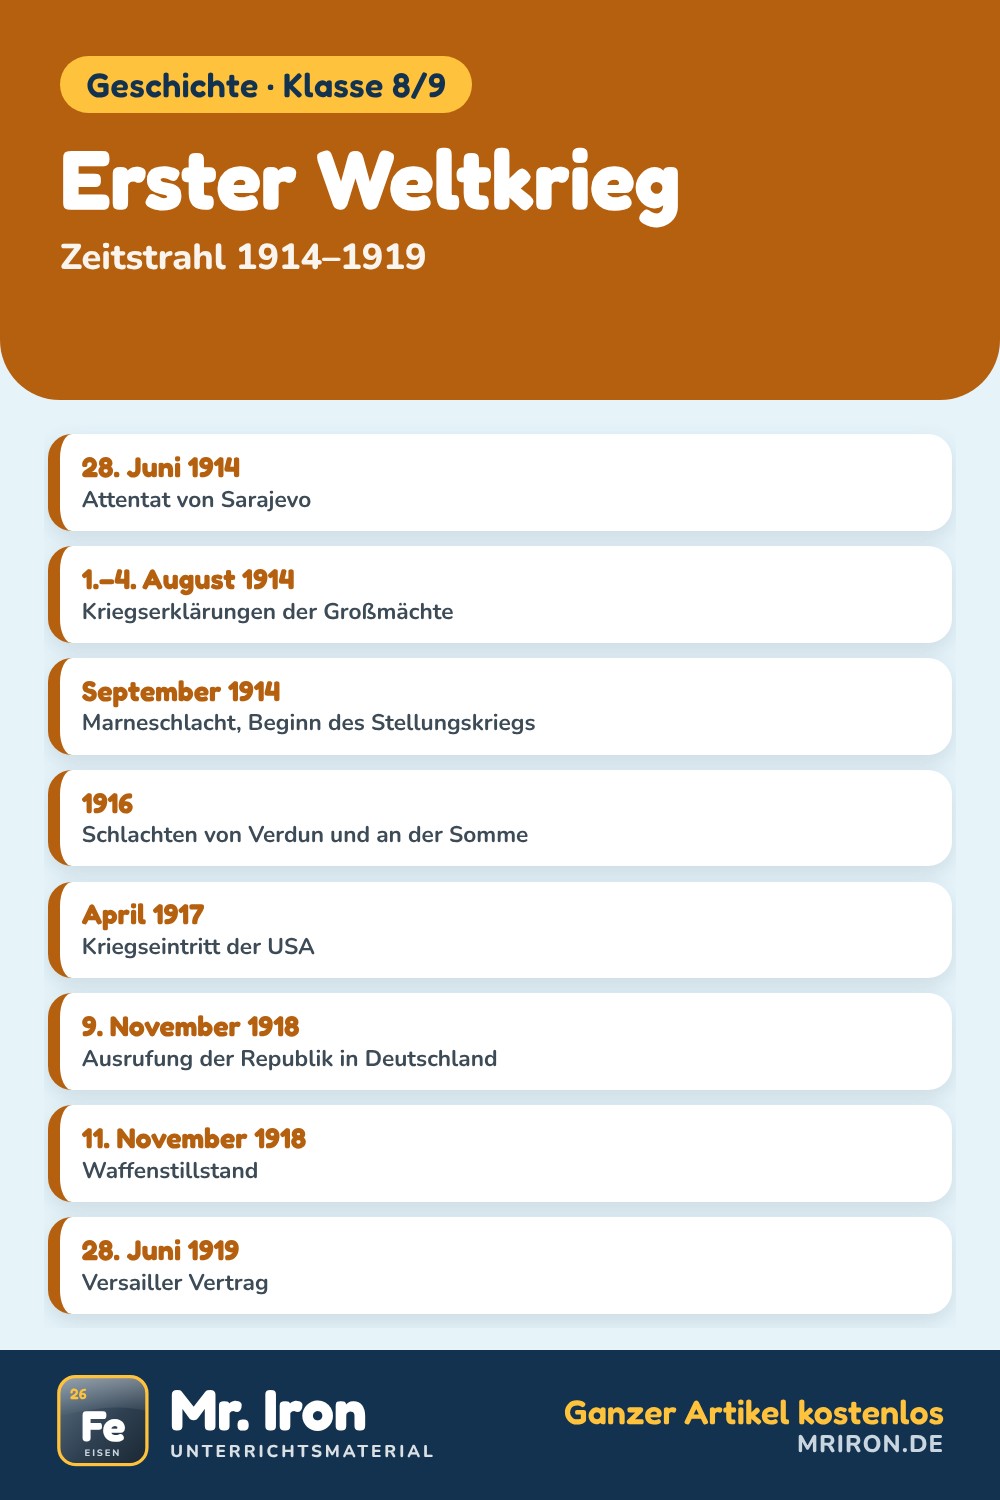 Geschichte · Klasse 8/9
Erster Weltkrieg
Zeitstrahl 1914–1919
28. Juni 1914
Attentat von Sarajevo
1.–4. August 1914
Kriegserklärungen der Großmächte
September 1914
Marneschlacht, Beginn des Stellungskriegs
1916
Schlachten von Verdun und an der Somme
April 1917
Kriegseintritt der USA
9. November 1918
Ausrufung der Republik in Deutschland
11. November 1918
Waffenstillstand
28. Juni 1919
Versailler Vertrag
26
Fe
EISEN
Mr. Iron
UNTERRICHTSMATERIAL
Ganzer Artikel kostenlos
MRIRON.DE